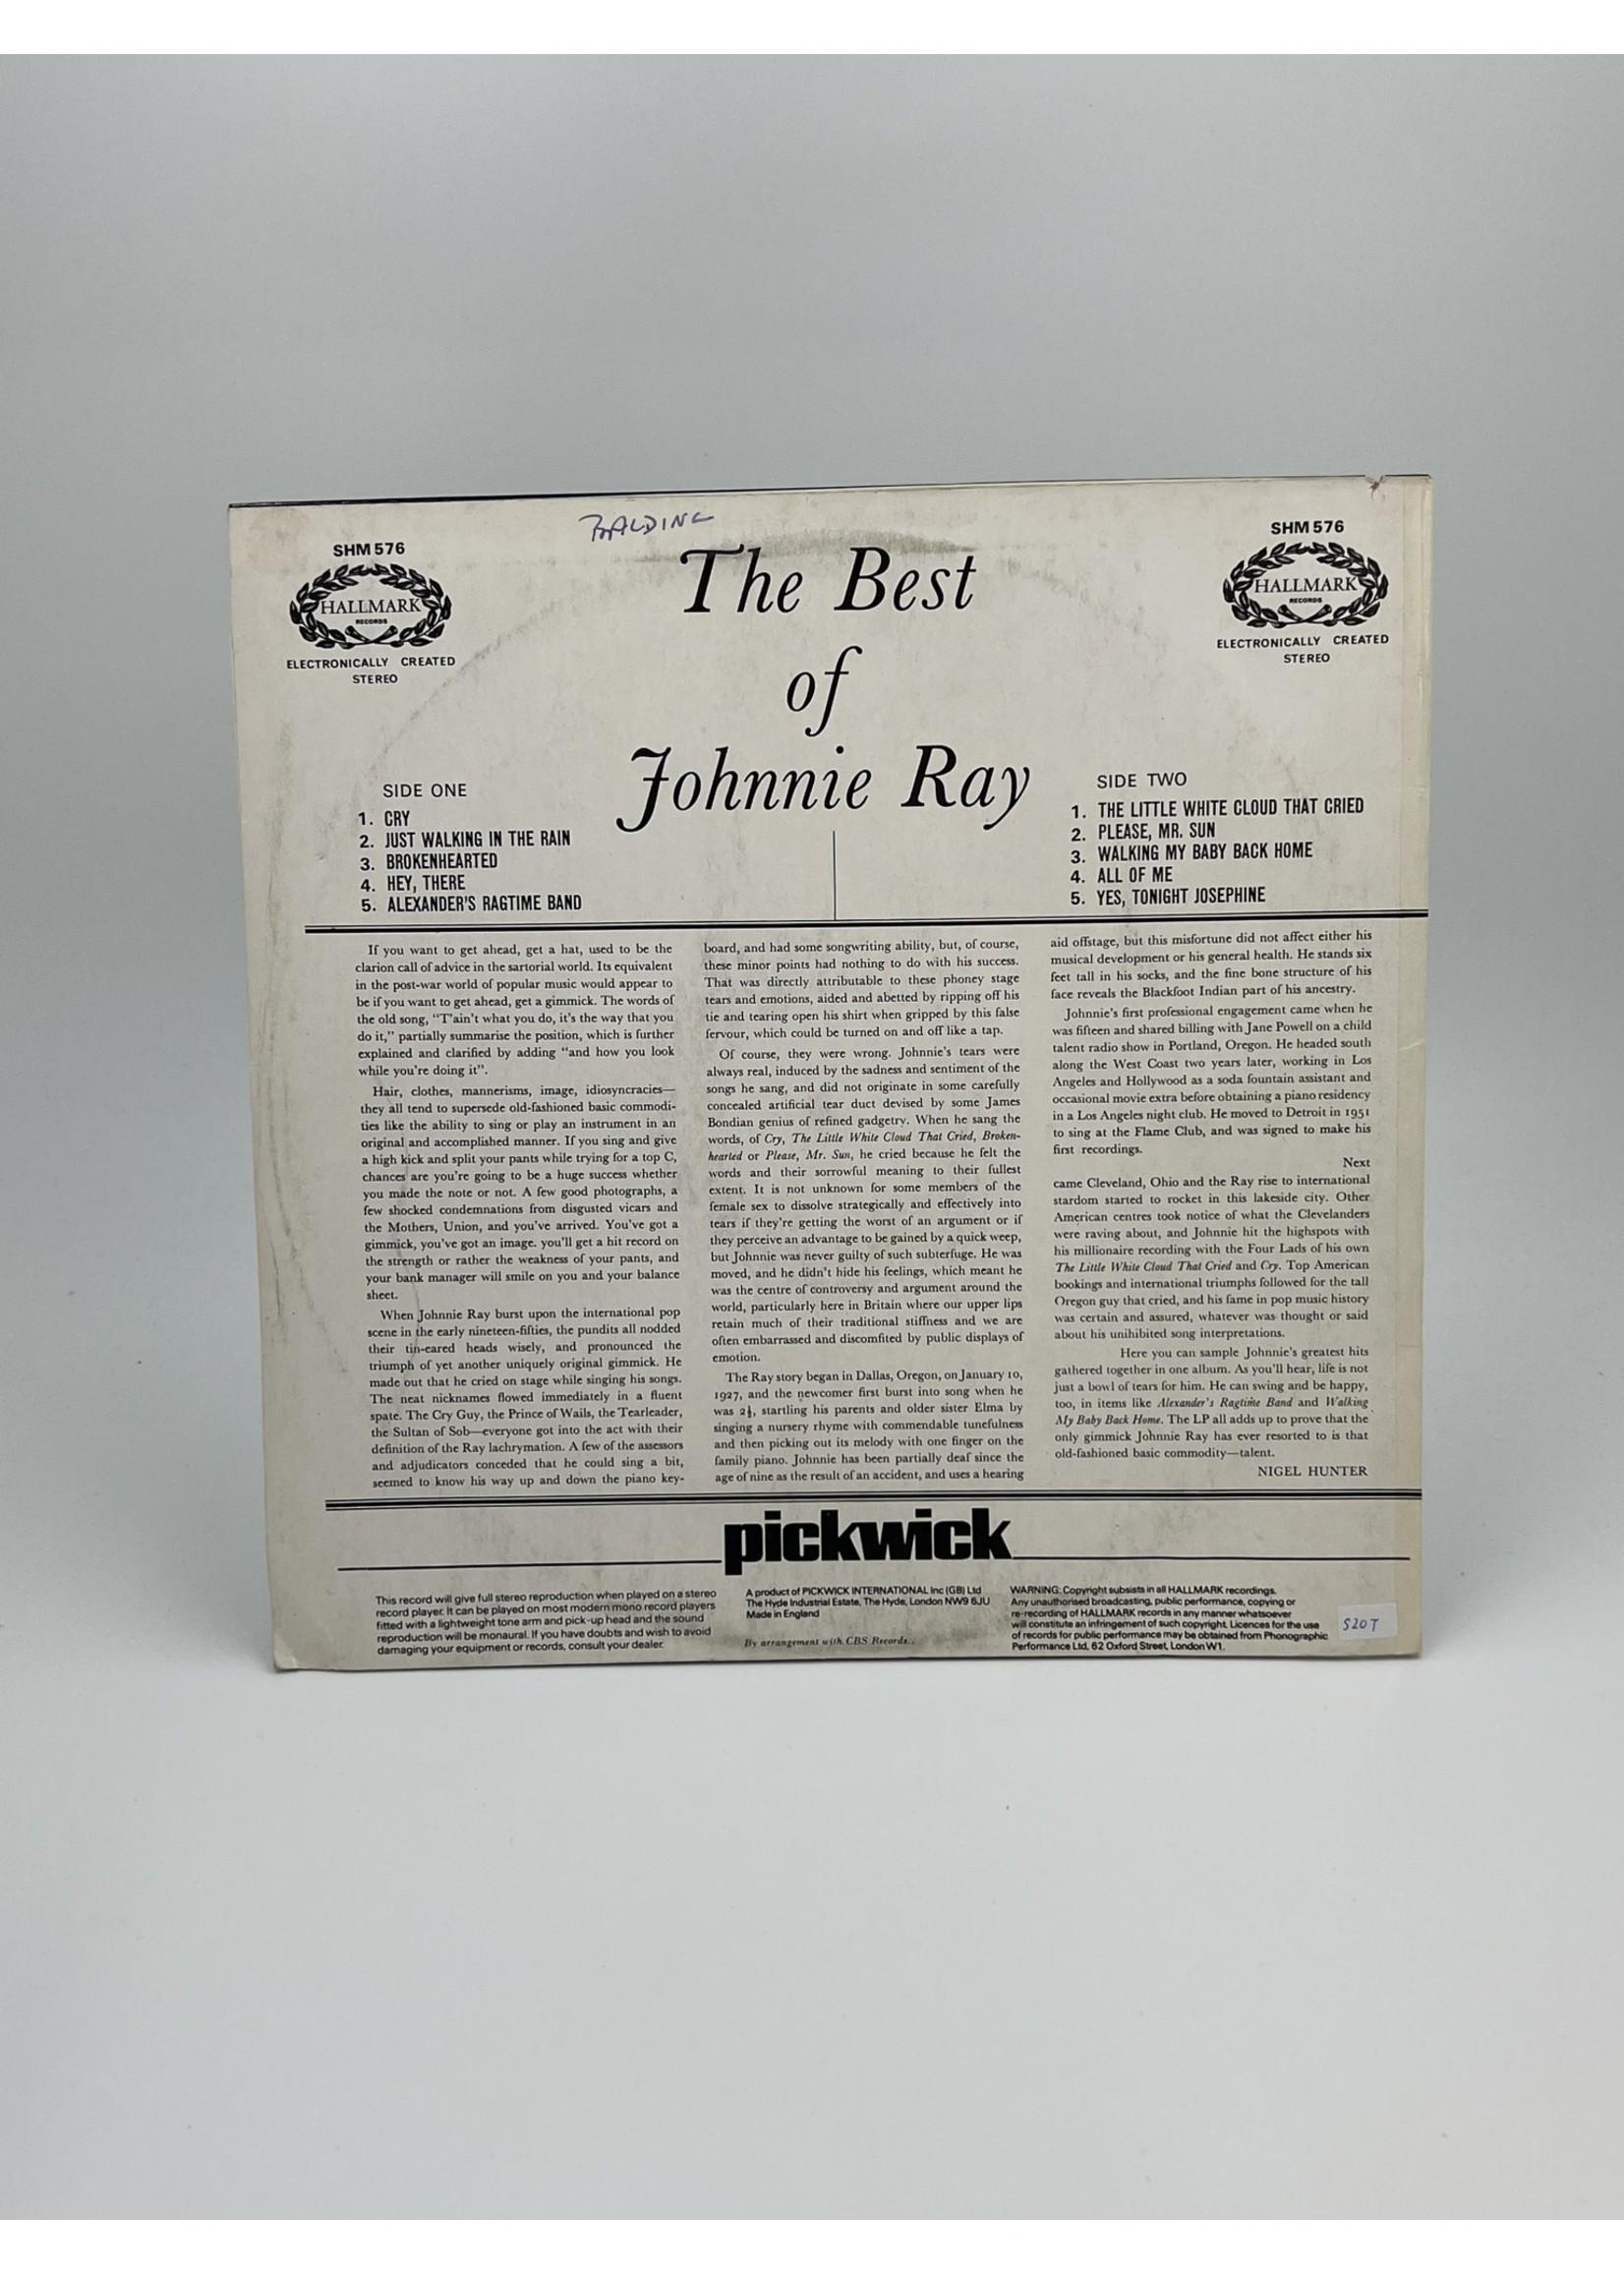 BALDING
SHM 576
HALLMARK
RECORDS
ELECTRONICALLY CREATED
STEREO
The Best
of
Johnnie Ray
SHM 576
HALLMARK
RECORDS
ELECTRONICALLY CREATED
STEREO
SIDE ONE
1. CRY
2. JUST WALKING IN THE RAIN
3. BROKENHEARTED
4. HEY, THERE
5. ALEXANDER'S RAGTIME BAND
SIDE TWO
1. THE LITTLE WHITE CLOUD THAT CRIED
2. PLEASE, MR. SUN
3. WALKING MY BABY BACK HOME
4. ALL OF ME
5. YES, TONIGHT JOSEPHINE
If you want to get ahead, get a hat, used to be the
clarion call of advice in the sartorial world. Its equivalent
in the post-war world of popular music would appear to
be if you want to get ahead, get a gimmick. The words of
the old song, “T'ain't what you do, it's the way that you
do it,” partially summarise the position, which is further
explained and clarified by adding “and how you look
while you're doing it”.
Hair, clothes, mannerisms, image, idiosyncracies—
they all tend to supersede old-fashioned basic commodi-
ties like the ability to sing or play an instrument in an
original and accomplished manner. If you sing and give
a high kick and split your pants while trying for a top C,
chances are you're going to be a huge success whether
you made the note or not. A few good photographs, a
few shocked condemnations from disgusted vicars and
the Mothers, Union, and you've arrived. You've got a
gimmick, you've got an image. you'll get a hit record on
the strength or rather the weakness of your pants, and
your bank manager will smile on you and your balance
sheet.
When Johnnie Ray burst upon the international pop
scene in the early nineteen-fifties, the pundits all nodded
their tin-eared heads wisely, and pronounced the
triumph of yet another uniquely original gimmick. He
made out that he cried on stage while singing his songs.
The neat nicknames flowed immediately in a fluent
spate. The Cry Guy, the Prince of Wails, the Tearleader,
the Sultan of Sob—everyone got into the act with their
definition of the Ray lachrymation. A few of the assessors
and adjudicators conceded that he could sing a bit,
seemed to know his way up and down the piano key-
board, and had some songwriting ability, but, of course,
these minor points had nothing to do with his success.
That was directly attributable to these phoney stage
tears and emotions, aided and abetted by ripping off his
tie and tearing open his shirt when gripped by this false
fervour, which could be turned on and off like a tap.
Of course, they were wrong. Johnnie's tears were
always real, induced by the sadness and sentiment of the
songs he sang, and did not originate in some carefully
concealed artificial tear duct devised by some James
Bondian genius of refined gadgetry. When he sang the
words, of Cry, The Little White Cloud That Cried, Broken-
hearted or Please, Mr. Sun, he cried because he felt the
words and their sorrowful meaning to their fullest
extent. It is not unknown for some members of the
female sex to dissolve strategically and effectively into
tears if they're getting the worst of an argument or if
they perceive an advantage to be gained by a quick weep,
but Johnnie was never guilty of such subterfuge. He was
moved, and he didn't hide his feelings, which meant he
was the centre of controversy and argument around the
world, particularly here in Britain where our upper lips
retain much of their traditional stiffness and we are
often embarrassed and discomfited by public displays of
emotion.
The Ray story began in Dallas, Oregon, on January 10,
1927, and the newcomer first burst into song when he
was 2½, startling his parents and older sister Elma by
singing a nursery rhyme with commendable tunefulness
and then picking out its melody with one finger on the
family piano. Johnnie has been partially deaf since the
age of nine as the result of an accident, and uses a hearing
aid offstage, but this misfortune did not affect either his
musical development or his general health. He stands six
feet tall in his socks, and the fine bone structure of his
face reveals the Blackfoot Indian part of his ancestry.
Johnnie's first professional engagement came when he
was fifteen and shared billing with Jane Powell on a child
talent radio show in Portland, Oregon. He headed south
along the West Coast two years later, working in Los
Angeles and Hollywood as a soda fountain assistant and
occasional movie extra before obtaining a piano residency
in a Los Angeles night club. He moved to Detroit in 1951
to sing at the Flame Club, and was signed to make his
first recordings.
Next
came Cleveland, Ohio and the Ray rise to international
stardom started to rocket in this lakeside city. Other
American centres took notice of what the Clevelanders
were raving about, and Johnnie hit the highspots with
his millionaire recording with the Four Lads of his own
The Little White Cloud That Cried and Cry. Top American
bookings and international triumphs followed for the tall
Oregon guy that cried, and his fame in pop music history
was certain and assured, whatever was thought or said
about his unihibited song interpretations.
Here you can sample Johnnie's greatest hits
gathered together in one album. As you'll hear, life is not
just a bowl of tears for him. He can swing and be happy,
too, in items like Alexander's Ragtime Band and Walking
My Baby Back Home. The LP all adds up to prove that the
only gimmick Johnnie Ray has ever resorted to is that
old-fashioned basic commodity—talent.
NIGEL HUNTER
pickwick
This record will give full stereo reproduction when played on a stereo
record player. It can be played on most modern mono record players
fitted with a lightweight tone arm and pick-up head and the sound
reproduction will be monaural. If you have doubts and wish to avoid
damaging your equipment or records, consult your dealer.
A product of PICKWICK INTERNATIONAL Inc (GB) Ltd
The Hyde Industrial Estate, The Hyde, London NW9 6JU
Made in England
By arrangement with CBS Records.
WARNING: Copyright subsists in all HALLMARK recordings.
Any unauthorised broadcasting, public performance, copying or
re-recording of HALLMARK records in any manner whatsoever
will constitute an infringement of such copyright. Licences for the use
of records for public performance may be obtained from Phonographic
Performance Ltd, 62 Oxford Street, London W1.
S20T